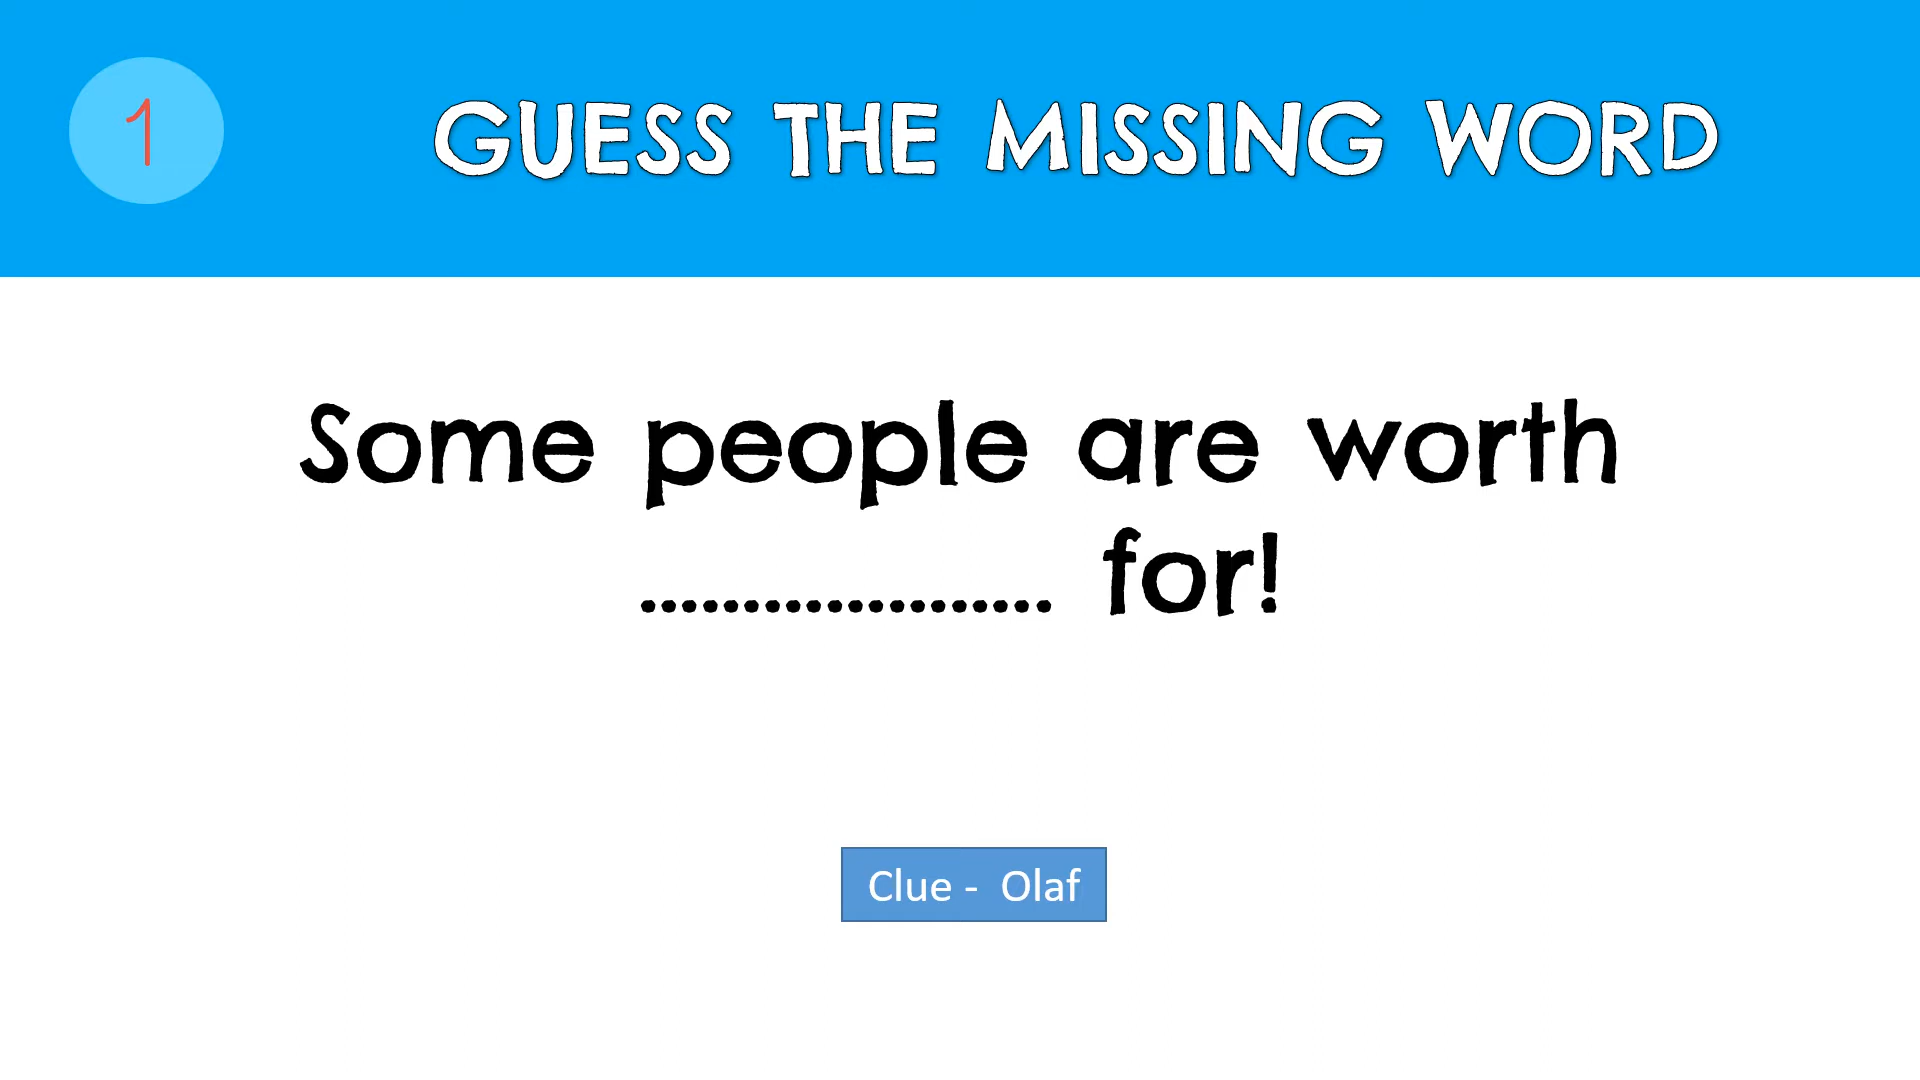 1
GUESS THE MISSING WORD
Some people are worth
.................... for!
Clue - Olaf